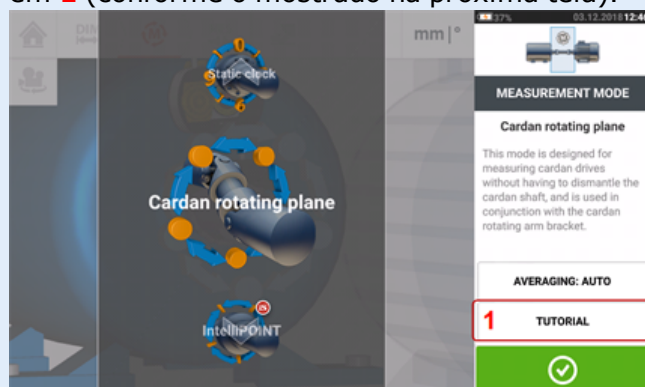 em 1 (conforme o mostrado na próxima tela).
mm|°
37% 03.12.2018 12:46
Static clock
Cardan rotating plane
IntelliPOINT
MEASUREMENT MODE
Cardan rotating plane
This mode is designed for
measuring cardan drives
without having to dismantle the
cardan shaft, and is used in
conjunction with the cardan
rotating arm bracket.
AVERAGING: AUTO
1 TUTORIAL